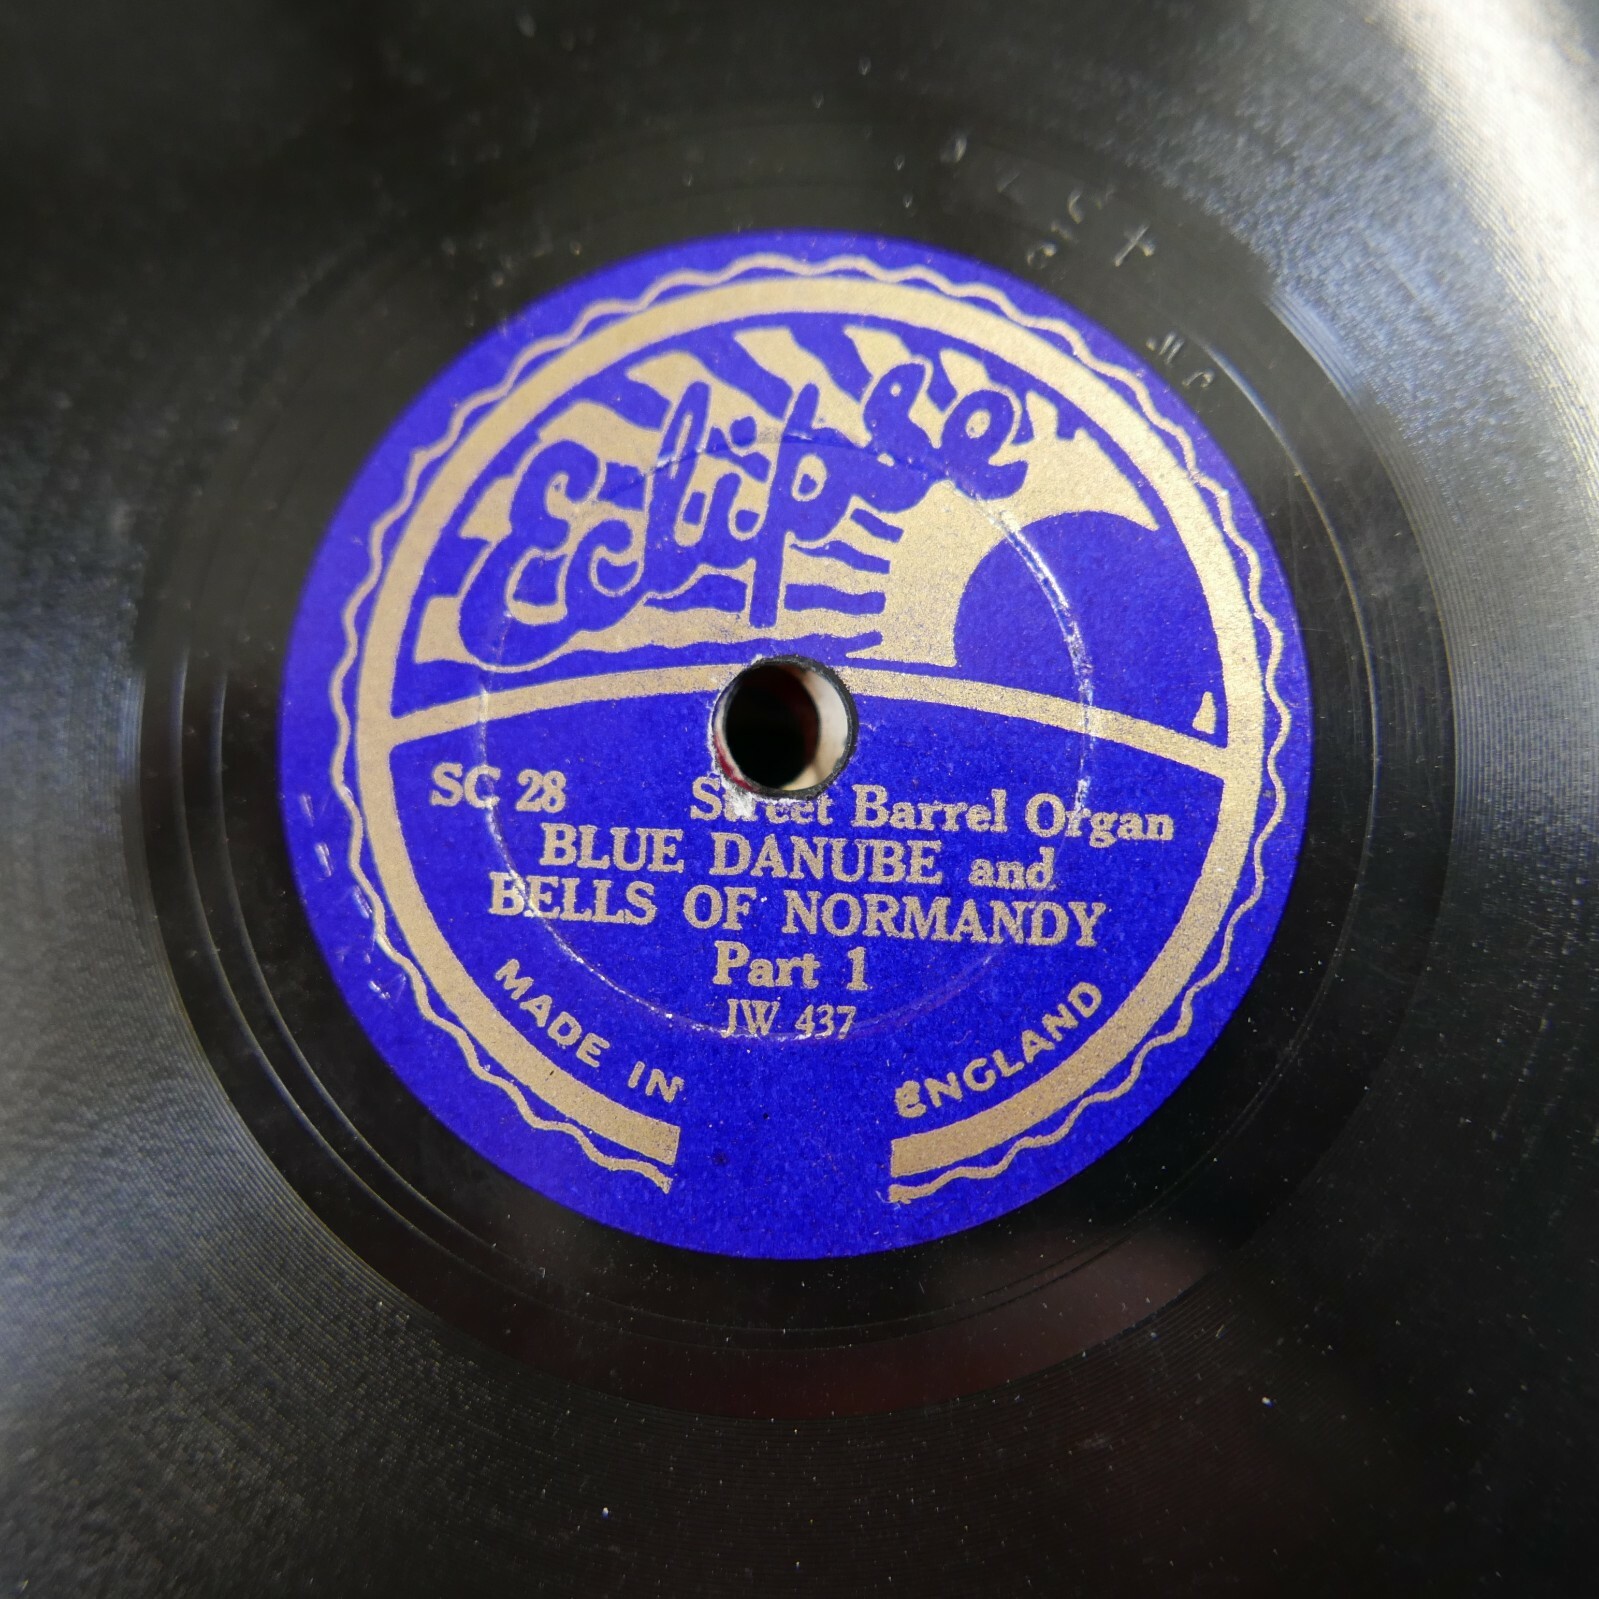 Eclipse
SC 28 Street Barrel Organ
BLUE DANUBE and
BELLS OF NORMANDY
Part 1
JW 437
MADE IN ENGLAND